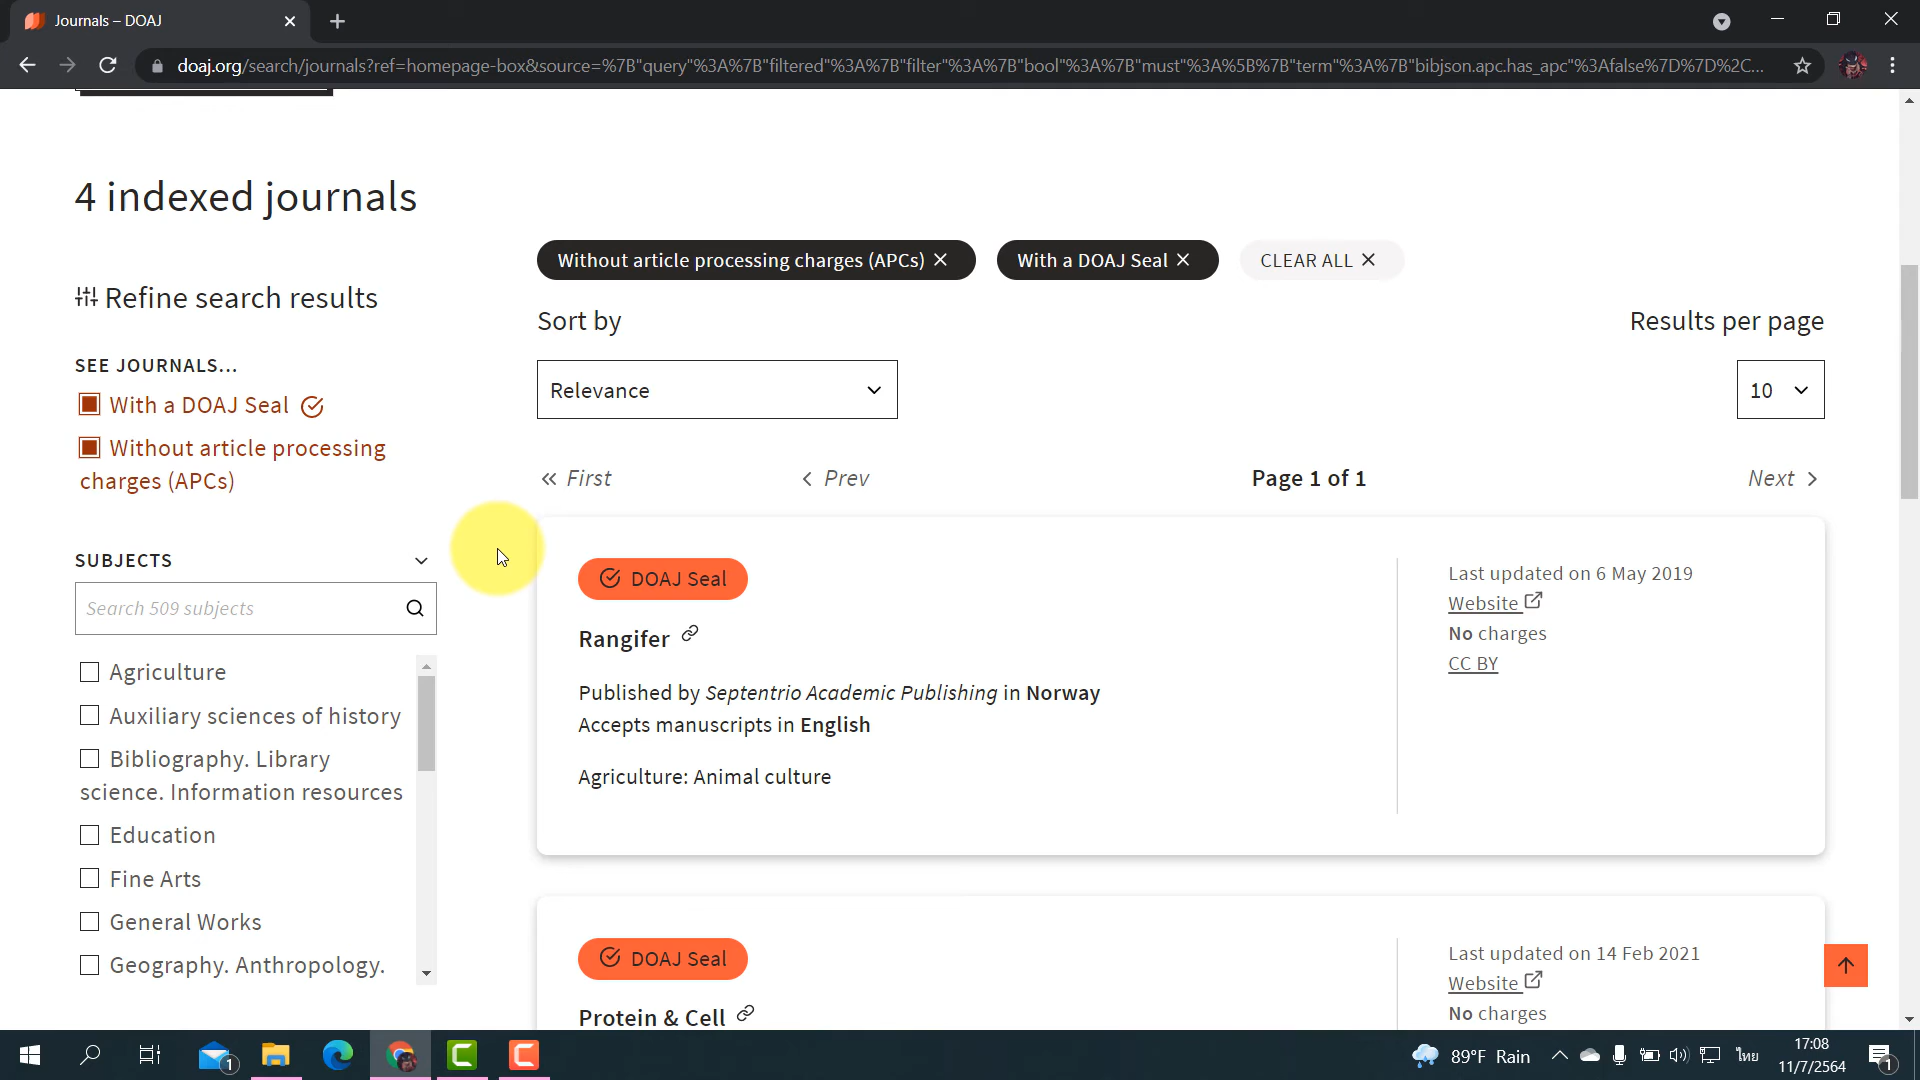 Journals – DOAJ
doaj.org/search/journals?ref=homepage-box&source=%7B"query"%3A%7B"filtered"%3A%7B"filter"%3A%7B"bool"%3A%7B"must"%3A%5B%7B"term"%3A%7B"bibjson.apc.has_apc"%3Afalse%7D%7D%2C...
4 indexed journals
Without article processing charges (APCs)
With a DOAJ Seal
CLEAR ALL
Refine search results
Sort by
Results per page
SEE JOURNALS...
With a DOAJ Seal
Relevance
10
Without article processing
charges (APCs)
First
Prev
Page 1 of 1
Next
SUBJECTS
Search 509 subjects
Agriculture
Auxiliary sciences of history
Bibliography. Library
science. Information resources
Education
Fine Arts
General Works
Geography. Anthropology.
DOAJ Seal
Rangifer
Published by Septentrio Academic Publishing in Norway
Accepts manuscripts in English
Agriculture: Animal culture
Last updated on 6 May 2019
Website
No charges
CC BY
DOAJ Seal
Protein & Cell
Last updated on 14 Feb 2021
Website
No charges
1
89°F Rain
ไทย
17:08
11/7/2564
1